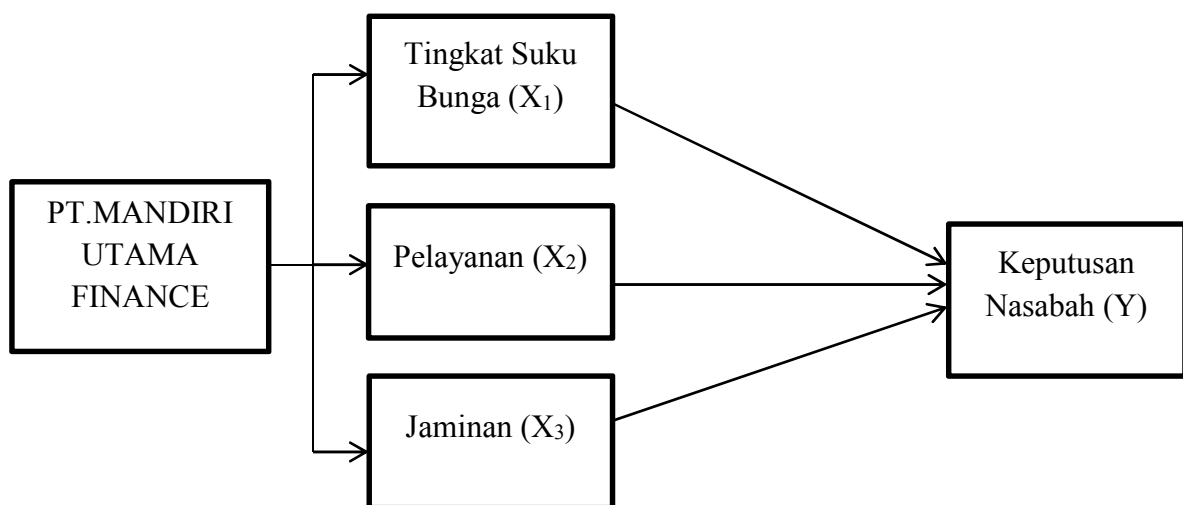 PT.MANDIRI
UTAMA
FINANCE
Tingkat Suku
Bunga (X₁)
Pelayanan (X₂)
Jaminan (X₃)
Keputusan
Nasabah (Y)